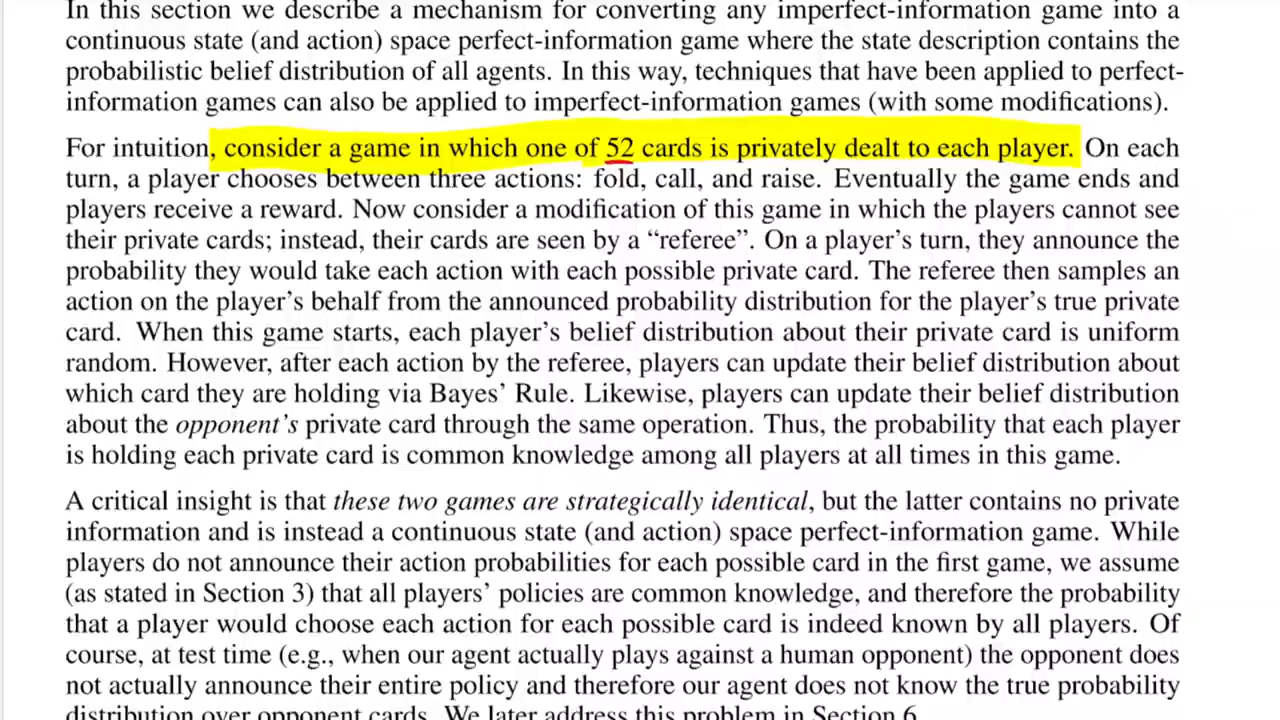 In this section we describe a mechanism for converting any imperfect-information game into a
continuous state (and action) space perfect-information game where the state description contains the
probabilistic belief distribution of all agents. In this way, techniques that have been applied to perfect-
information games can also be applied to imperfect-information games (with some modifications).
For intuition, consider a game in which one of 52 cards is privately dealt to each player. On each
turn, a player chooses between three actions: fold, call, and raise. Eventually the game ends and
players receive a reward. Now consider a modification of this game in which the players cannot see
their private cards; instead, their cards are seen by a “referee”. On a player’s turn, they announce the
probability they would take each action with each possible private card. The referee then samples an
action on the player’s behalf from the announced probability distribution for the player’s true private
card. When this game starts, each player’s belief distribution about their private card is uniform
random. However, after each action by the referee, players can update their belief distribution about
which card they are holding via Bayes’ Rule. Likewise, players can update their belief distribution
about the opponent’s private card through the same operation. Thus, the probability that each player
is holding each private card is common knowledge among all players at all times in this game.
A critical insight is that these two games are strategically identical, but the latter contains no private
information and is instead a continuous state (and action) space perfect-information game. While
players do not announce their action probabilities for each possible card in the first game, we assume
(as stated in Section 3) that all players’ policies are common knowledge, and therefore the probability
that a player would choose each action for each possible card is indeed known by all players. Of
course, at test time (e.g., when our agent actually plays against a human opponent) the opponent does
not actually announce their entire policy and therefore our agent does not know the true probability
distribution over opponent cards. We later address this problem in Section 6.